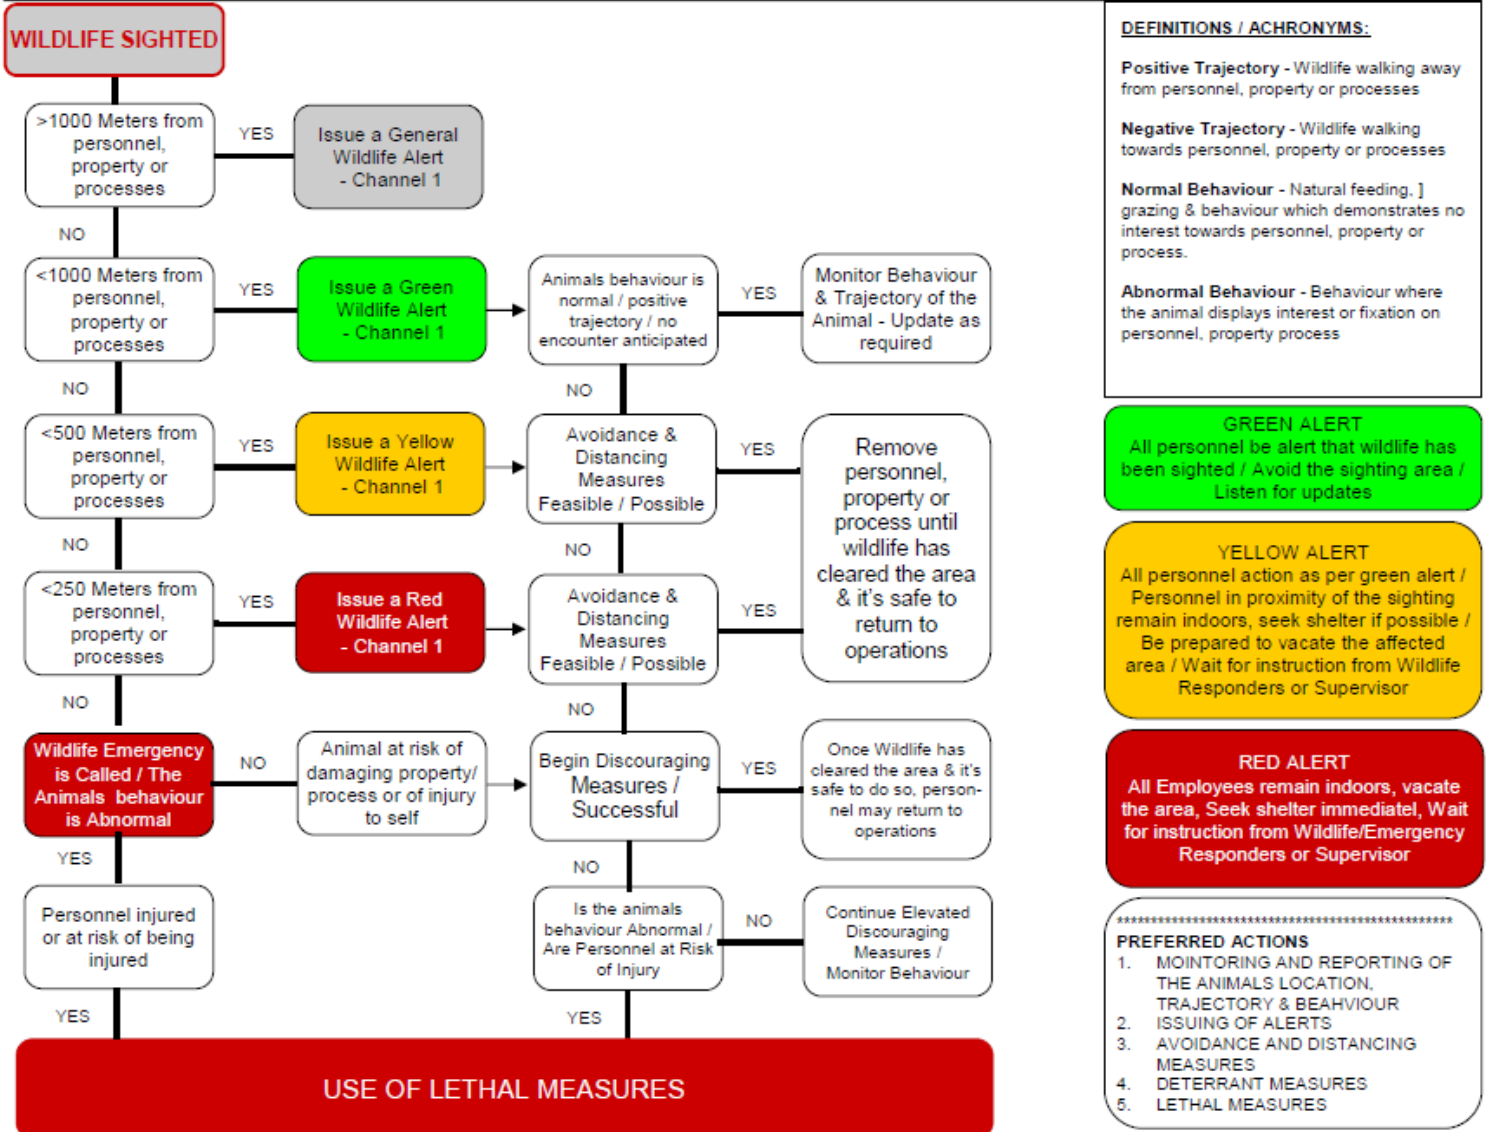 WILDLIFE SIGHTED
>1000 Meters from
personnel,
property or
processes
YES
Issue a General
Wildlife Alert
- Channel 1
NO
<1000 Meters from
personnel,
property or
processes
YES
Issue a Green
Wildlife Alert
- Channel 1
Animals behaviour is
normal / positive
trajectory / no
encounter anticipated
YES
Monitor Behaviour
& Trajectory of the
Animal - Update as
required
NO
NO
<500 Meters from
personnel,
property or
processes
YES
Issue a Yellow
Wildlife Alert
- Channel 1
Avoidance &
Distancing
Measures
Feasible / Possible
YES
Remove
personnel,
property or
process until
wildlife has
cleared the area
& it's safe to
return to
operations
NO
NO
<250 Meters from
personnel,
property or
processes
YES
Issue a Red
Wildlife Alert
- Channel 1
Avoidance &
Distancing
Measures
Feasible / Possible
YES
NO
NO
Wildlife Emergency
is Called / The
Animals behaviour
is Abnormal
NO
Animal at risk of
damaging property/
process or of injury
to self
Begin Discouraging
Measures /
Successful
YES
Once Wildlife has
cleared the area & it's
safe to do so, person-
nel may return to
operations
YES
NO
Personnel injured
or at risk of being
injured
Is the animals
behaviour Abnormal /
Are Personnel at Risk
of Injury
NO
Continue Elevated
Discouraging
Measures /
Monitor Behaviour
YES
YES
USE OF LETHAL MEASURES
DEFINITIONS / ACHRONYMS:
Positive Trajectory - Wildlife walking away
from personnel, property or processes
Negative Trajectory - Wildlife walking
towards personnel, property or processes
Normal Behaviour - Natural feeding, ]
grazing & behaviour which demonstrates no
interest towards personnel, property or
process.
Abnormal Behaviour - Behaviour where
the animal displays interest or fixation on
personnel, property process
GREEN ALERT
All personnel be alert that wildlife has
been sighted / Avoid the sighting area /
Listen for updates
YELLOW ALERT
All personnel action as per green alert /
Personnel in proximity of the sighting
remain indoors, seek shelter if possible /
Be prepared to vacate the affected
area / Wait for instruction from Wildlife
Responders or Supervisor
RED ALERT
All Employees remain indoors, vacate
the area, Seek shelter immediatel, Wait
for instruction from Wildlife/Emergency
Responders or Supervisor
**************************************************
PREFERRED ACTIONS
1. MOINTORING AND REPORTING OF
THE ANIMALS LOCATION,
TRAJECTORY & BEAHVIOUR
2. ISSUING OF ALERTS
3. AVOIDANCE AND DISTANCING
MEASURES
4. DETERRANT MEASURES
5. LETHAL MEASURES